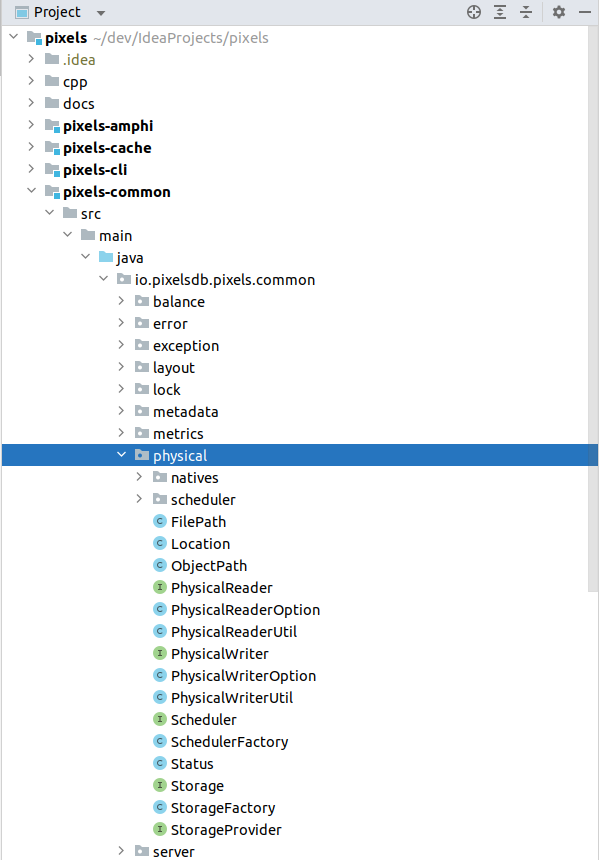 Project
pixels ~/dev/IdeaProjects/pixels
.idea
cpp
docs
pixels-amphi
pixels-cache
pixels-cli
pixels-common
src
main
java
io.pixelsdb.pixels.common
balance
error
exception
layout
lock
metadata
metrics
physical
natives
scheduler
C FilePath
C Location
C ObjectPath
I PhysicalReader
C PhysicalReaderOption
C PhysicalReaderUtil
I PhysicalWriter
C PhysicalWriterOption
C PhysicalWriterUtil
I Scheduler
C SchedulerFactory
C Status
I Storage
C StorageFactory
I StorageProvider
server